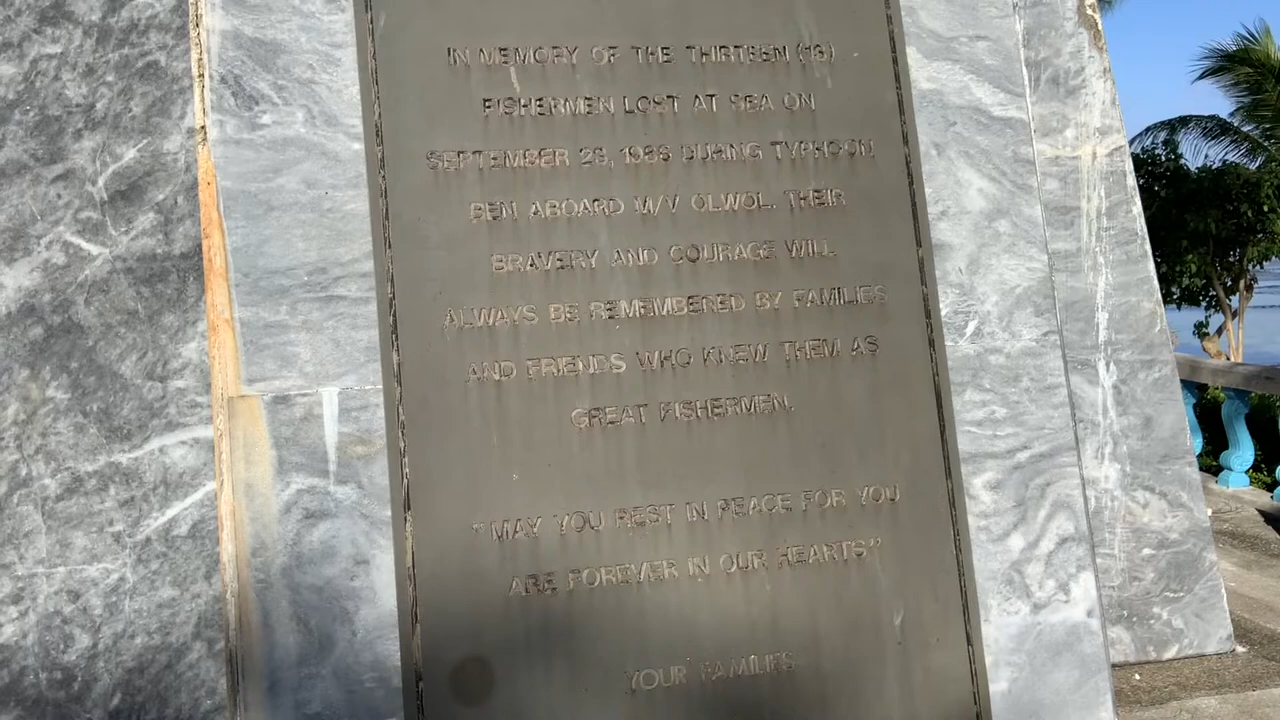 IN MEMORY OF THE THIRTEEN (13)
FISHERMEN LOST AT SEA ON
SEPTEMBER 23, 1986 DURING TYPHOON
BEN ABOARD M/V OLWOL. THEIR
BRAVERY AND COURAGE WILL
ALWAYS BE REMEMBERED BY FAMILIES
AND FRIENDS WHO KNEW THEM AS
GREAT FISHERMEN.
"MAY YOU REST IN PEACE FOR YOU
ARE FOREVER IN OUR HEARTS"
YOUR FAMILIES